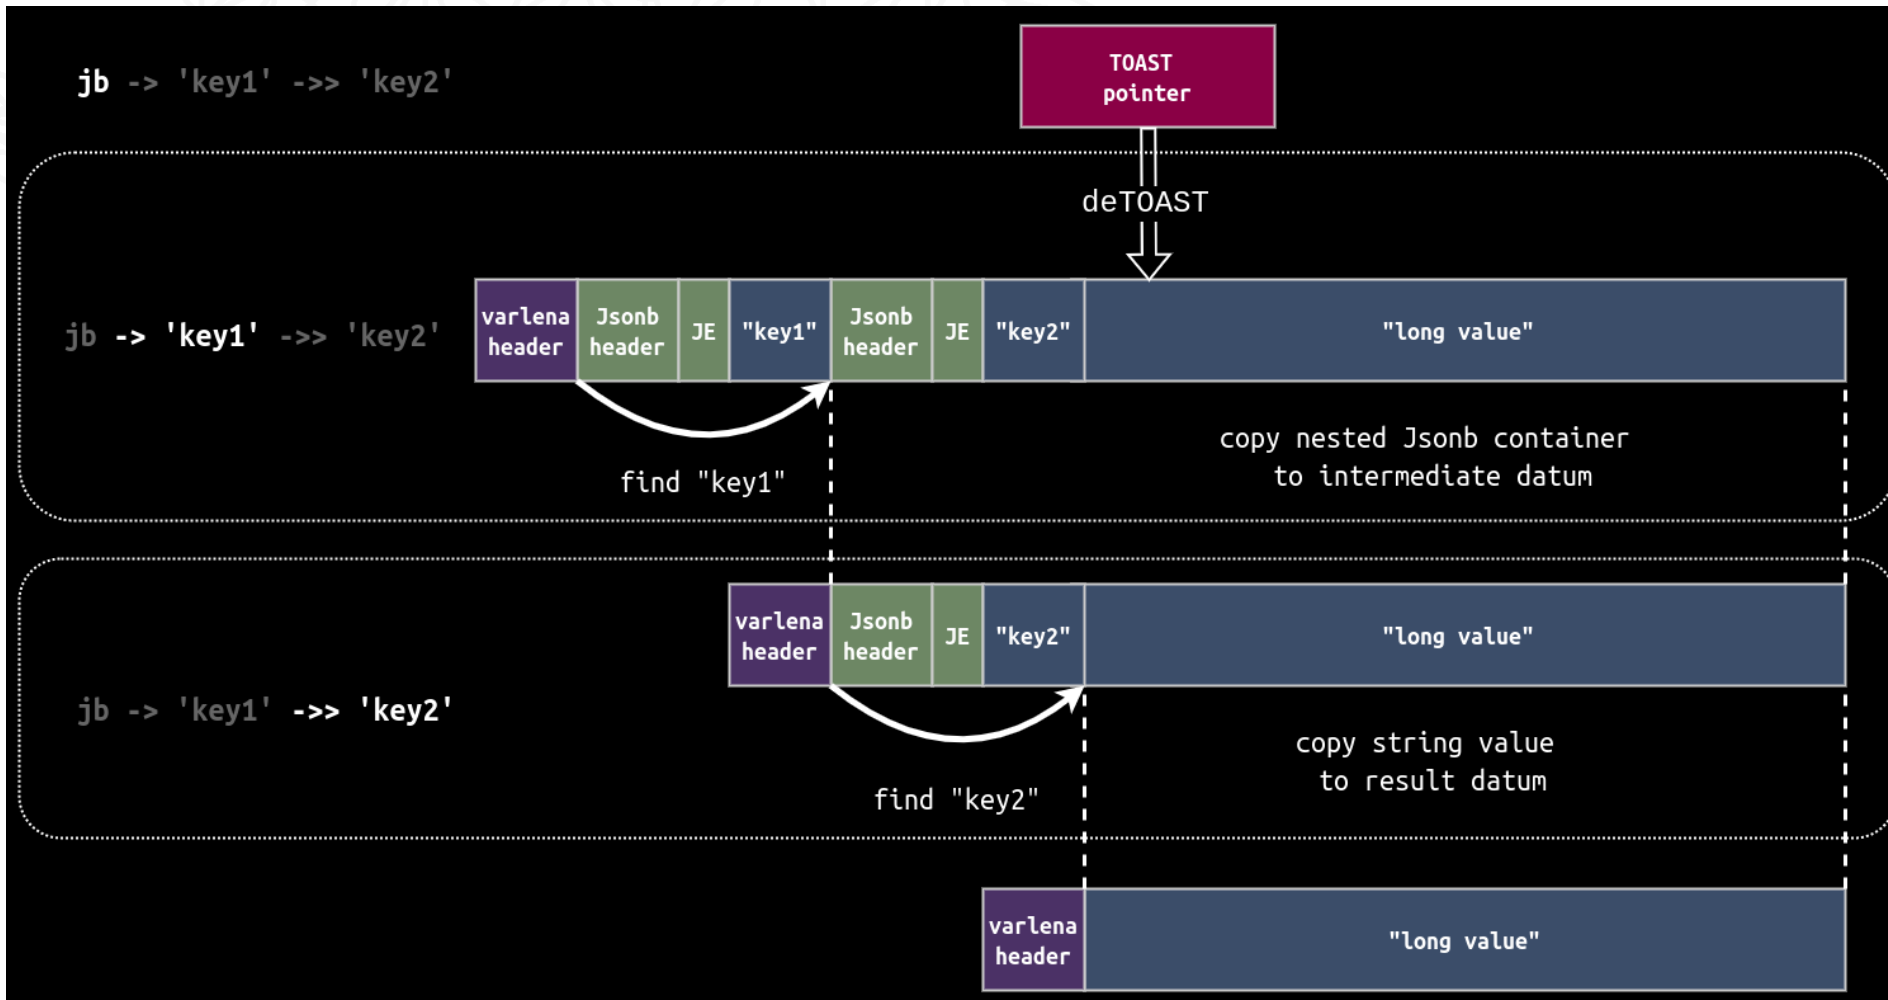 jb -> 'key1' ->> 'key2'
TOAST
pointer
deTOAST
jb -> 'key1' ->> 'key2'
varlena
header
Jsonb
header
JE
"key1"
Jsonb
header
JE
"key2"
"long value"
find "key1"
copy nested Jsonb container
to intermediate datum
varlena
header
Jsonb
header
JE
"key2"
"long value"
jb -> 'key1' ->> 'key2'
find "key2"
copy string value
to result datum
varlena
header
"long value"